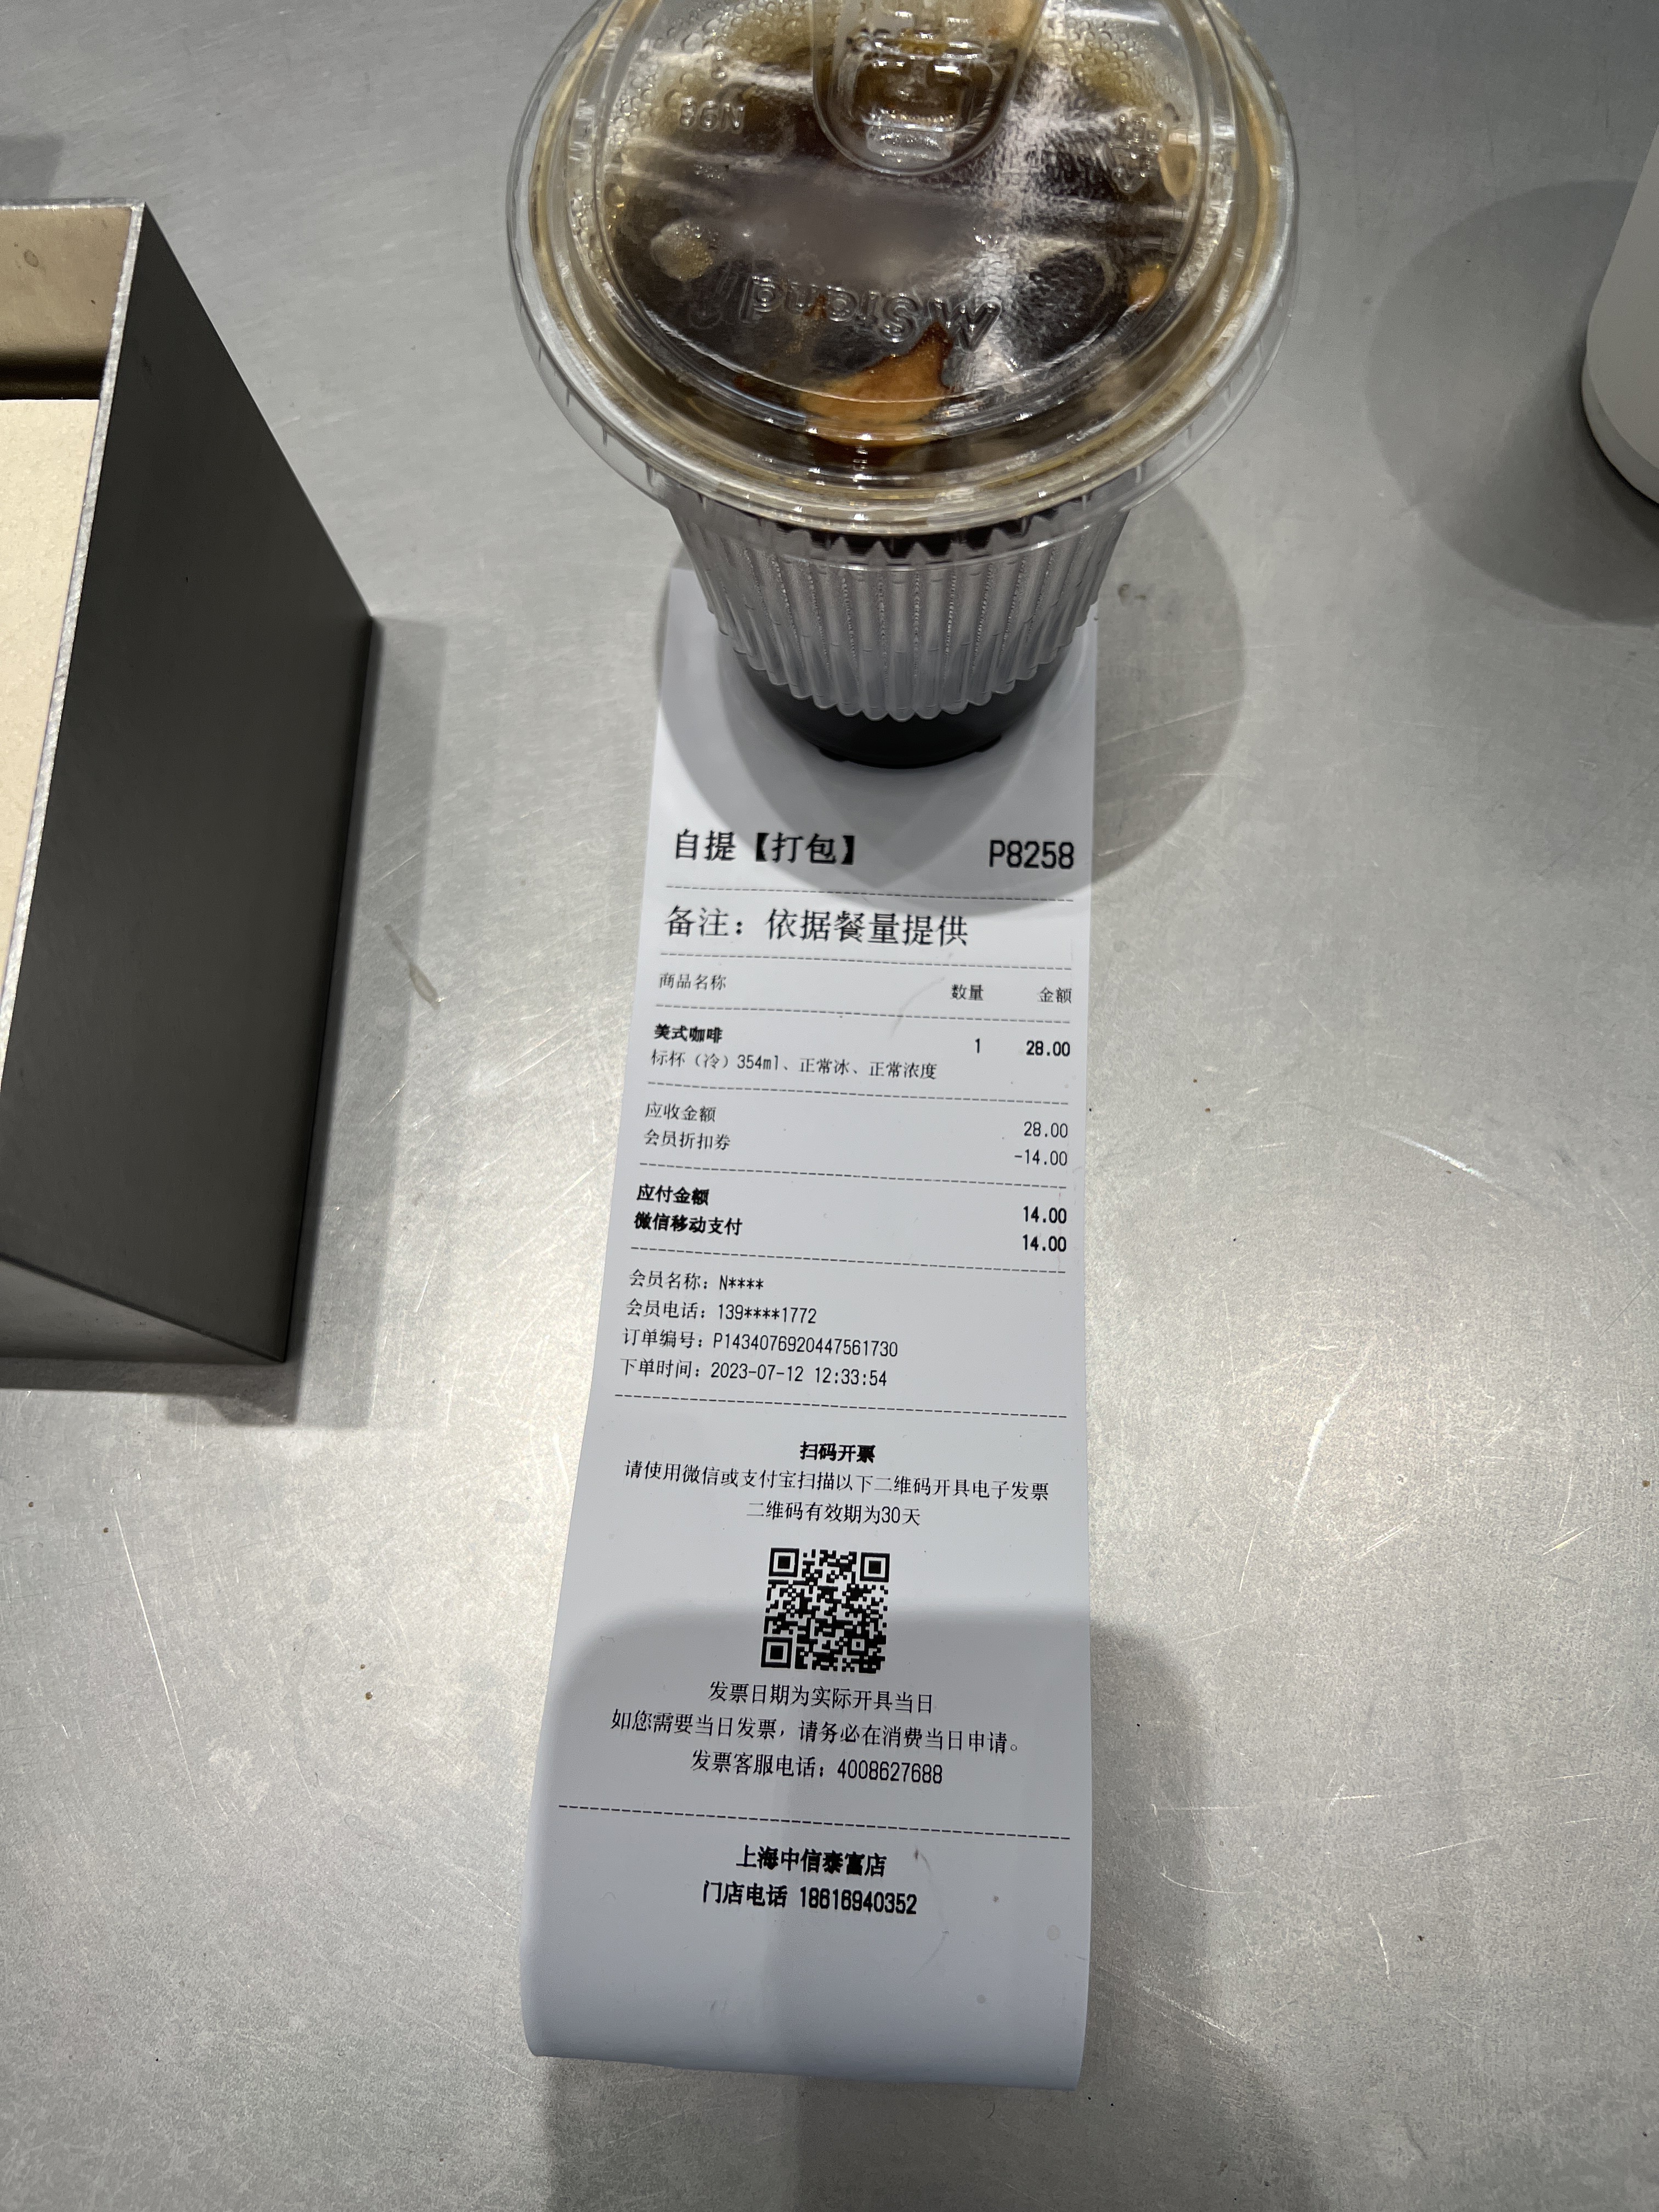 M Stand
自提【打包】 P8258
备注：依据餐量提供
商品名称 数量 金额
美式咖啡 1 28.00
标杯（冷）354ml、正常冰、正常浓度
应收金额 28.00
会员折扣券 -14.00
应付金额 14.00
微信移动支付 14.00
会员名称：N****
会员电话：139****1772
订单编号：P1434076920447561730
下单时间：2023-07-12 12:33:54
扫码开票
请使用微信或支付宝扫描以下二维码开具电子发票
二维码有效期为30天
发票日期为实际开具当日
如您需要当日发票，请务必在消费当日申请。
发票客服电话：4008627688
上海中信泰富店
门店电话 18616940352